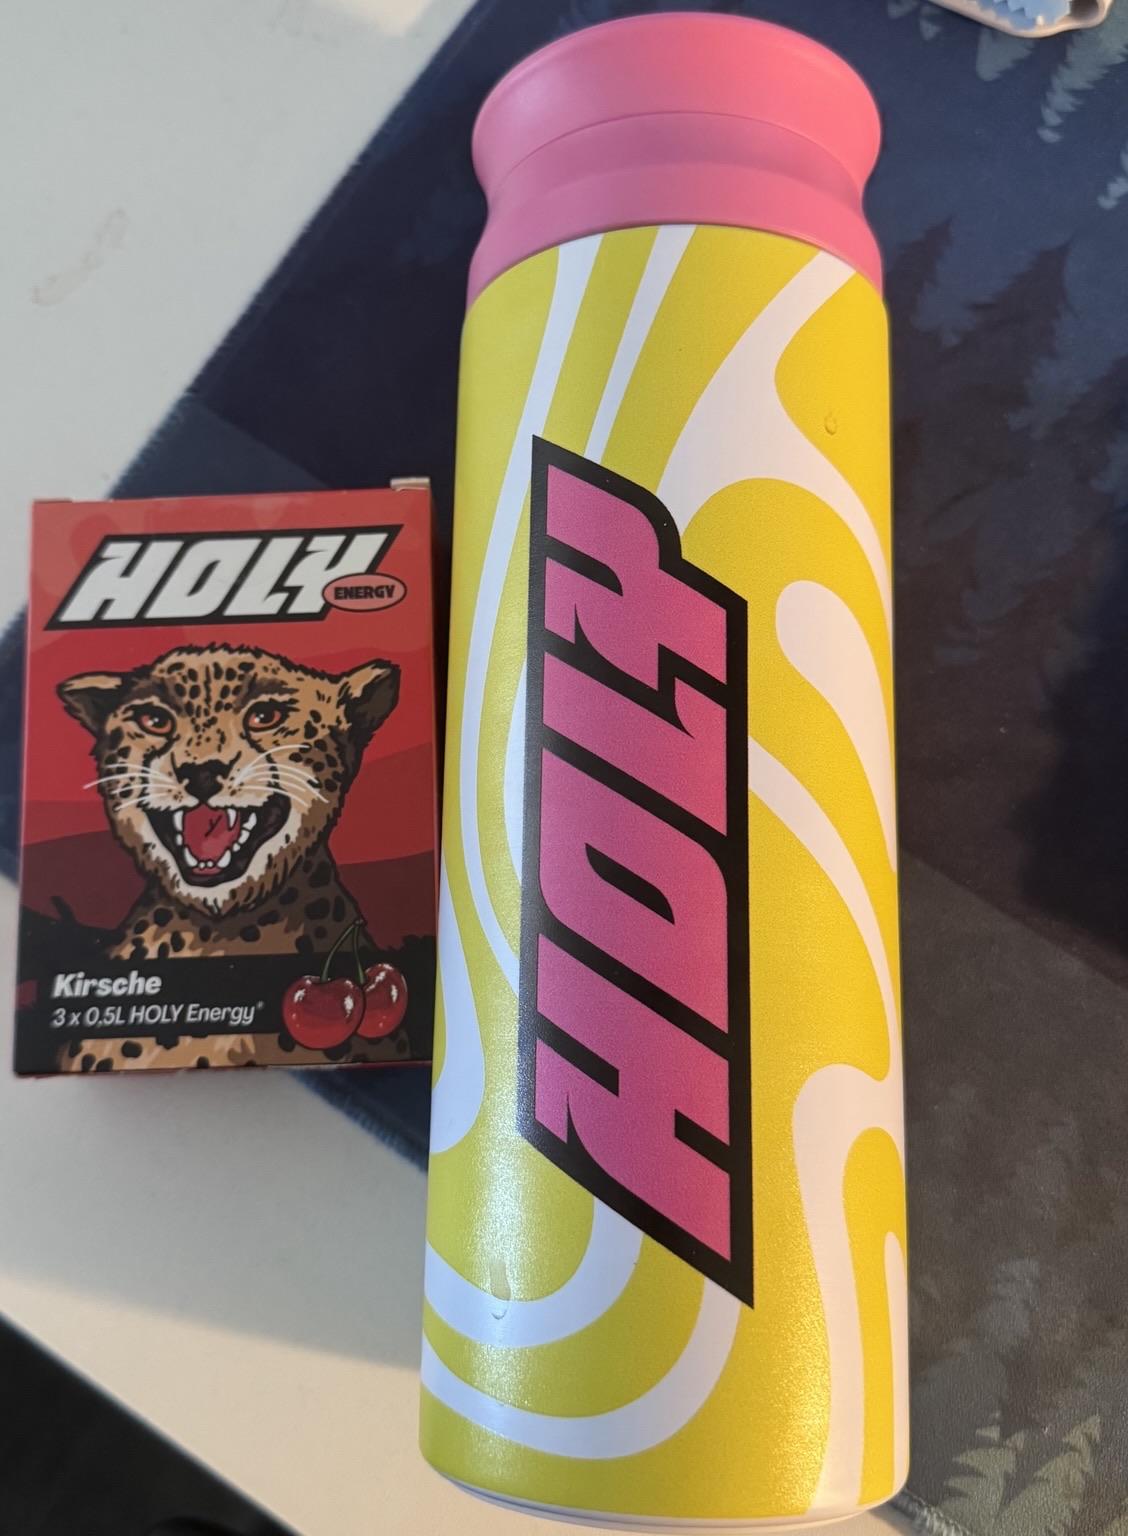 HOLY
ENERGY
Kirsche
3 x 0,5L HOLY Energy®
HOLY